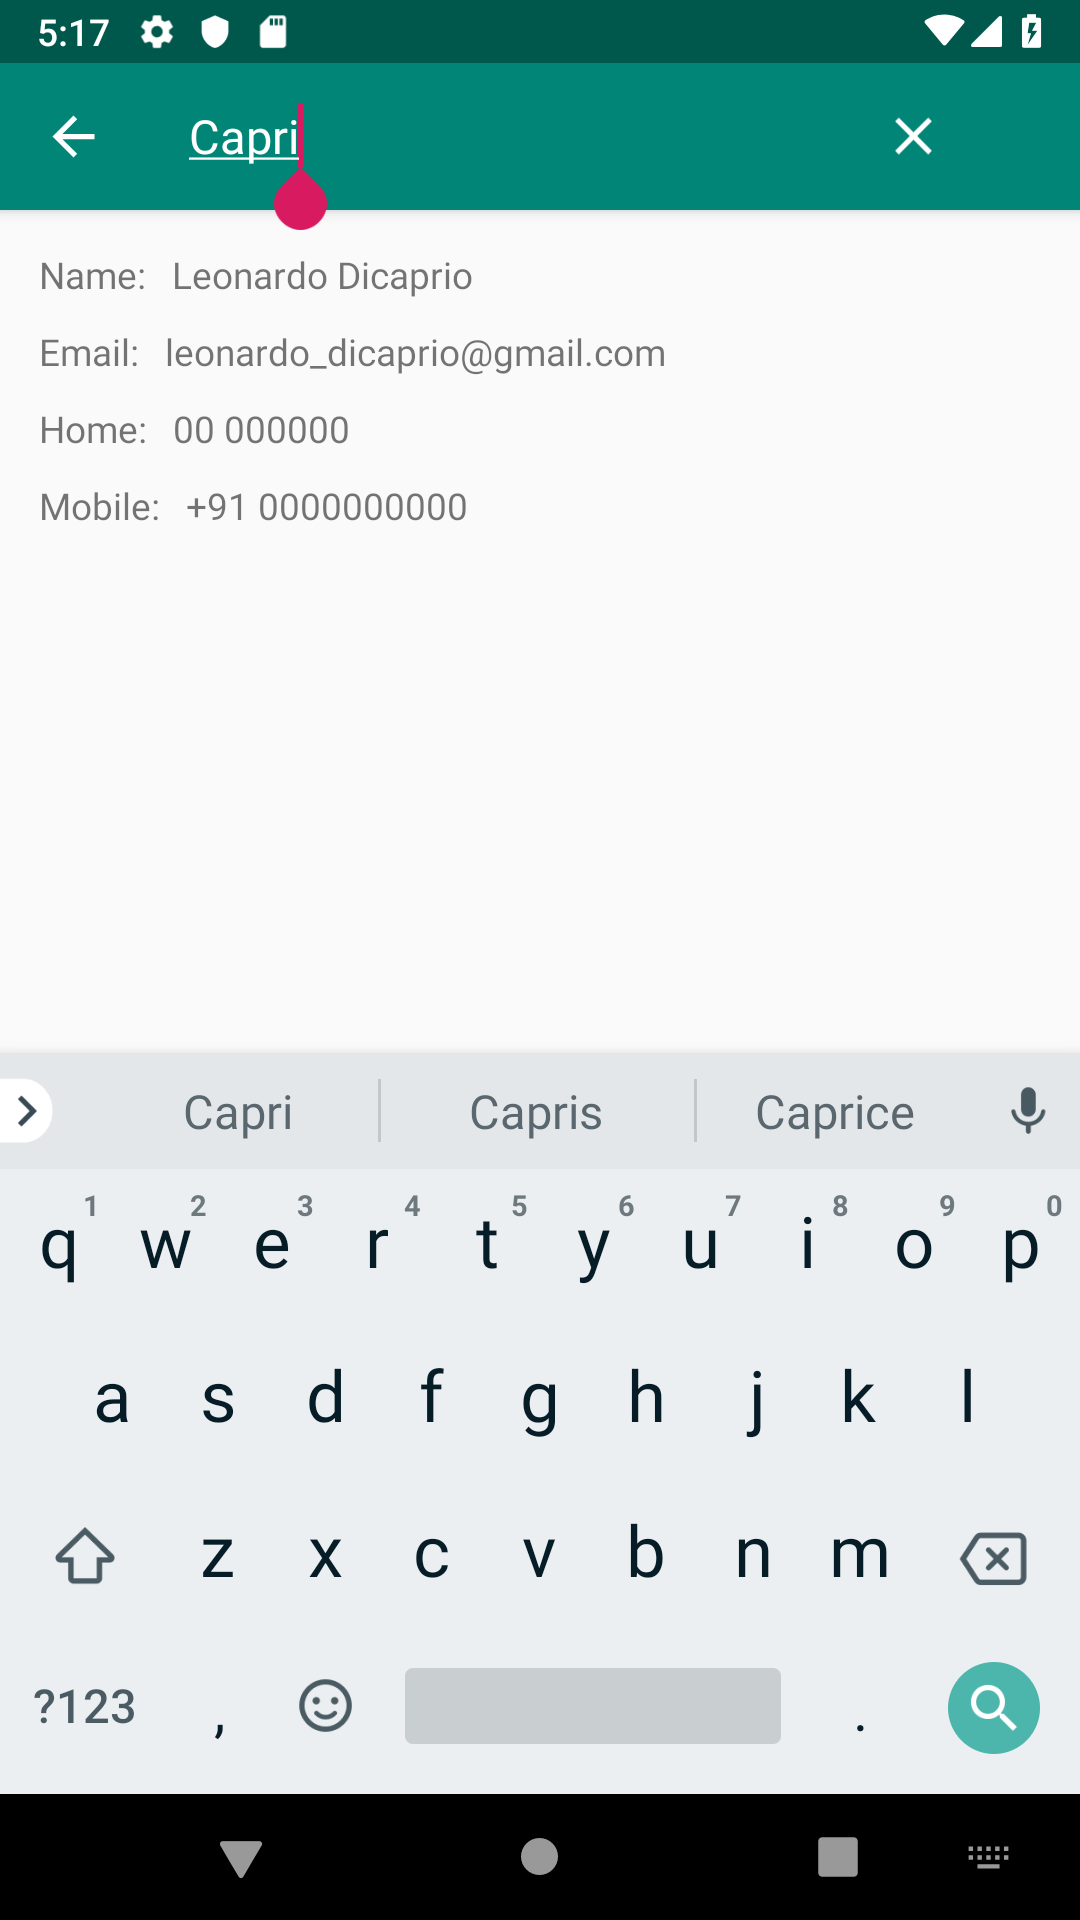 5:17
Capri
Name: Leonardo Dicaprio
Email: leonardo_dicaprio@gmail.com
Home: 00 000000
Mobile: +91 0000000000
Capri Capris Caprice
1 2 3 4 5 6 7 8 9 0
q w e r t y u i o p
a s d f g h j k l
z x c v b n m
?123 , .